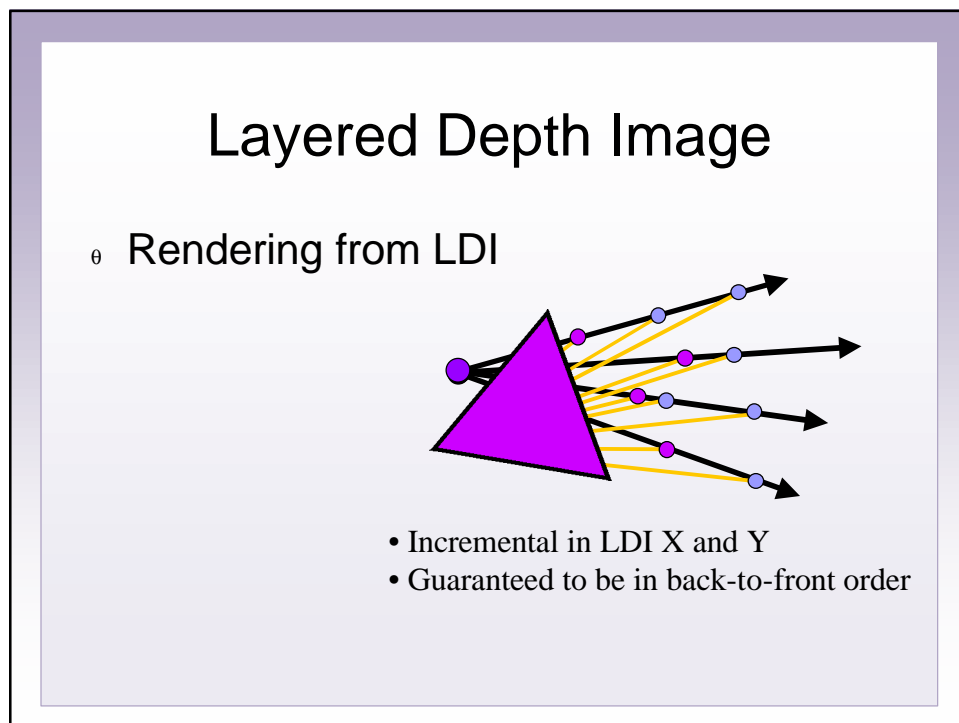 Layered Depth Image
θ Rendering from LDI
• Incremental in LDI X and Y
• Guaranteed to be in back-to-front order